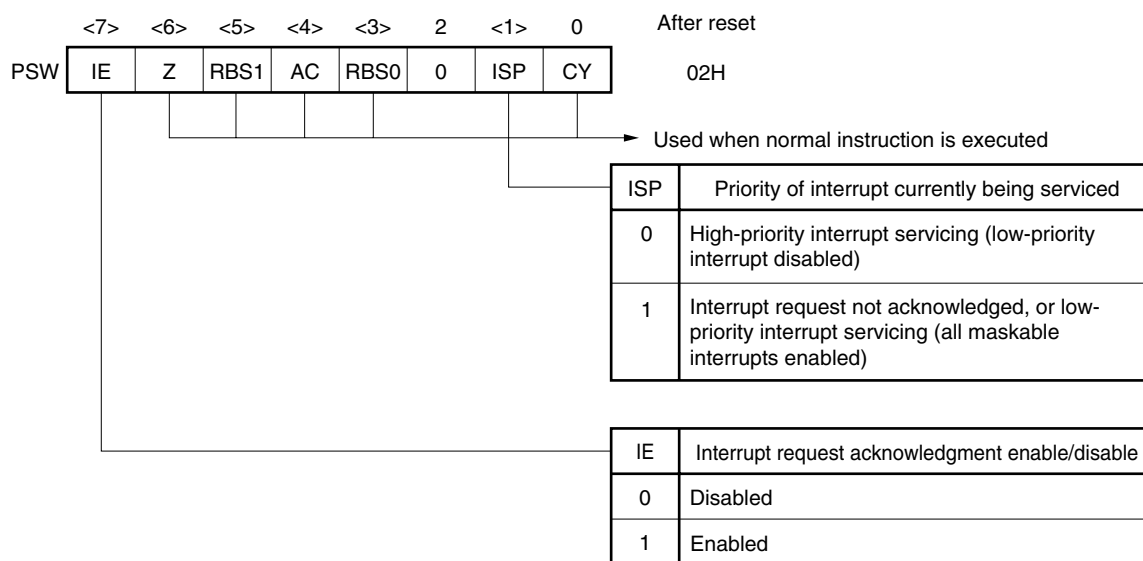 <7> <6> <5> <4> <3> 2 <1> 0 After reset
PSW IE Z RBS1 AC RBS0 0 ISP CY 02H
Used when normal instruction is executed
ISP Priority of interrupt currently being serviced
0 High-priority interrupt servicing (low-priority
interrupt disabled)
1 Interrupt request not acknowledged, or low-
priority interrupt servicing (all maskable
interrupts enabled)
IE Interrupt request acknowledgment enable/disable
0 Disabled
1 Enabled